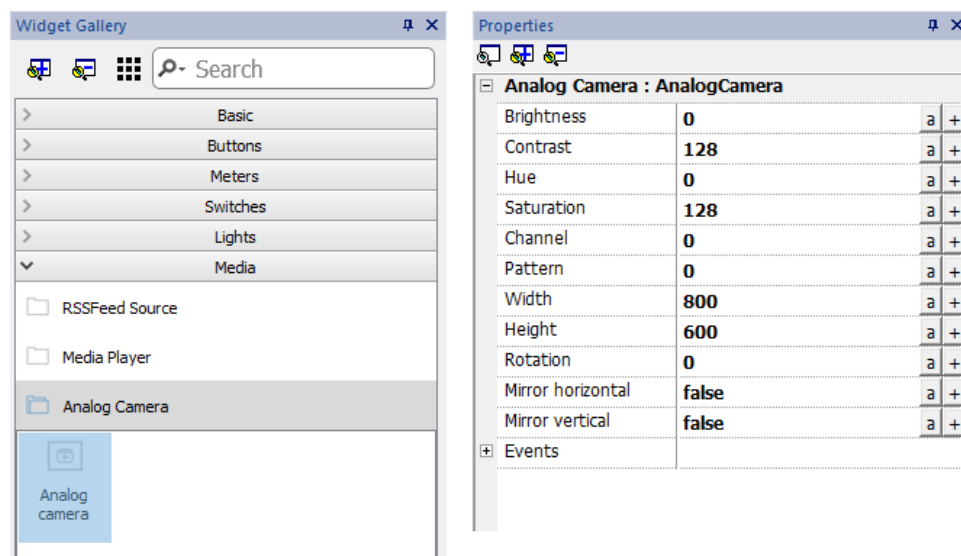 Widget Gallery
Search
Basic
Buttons
Meters
Switches
Lights
Media
RSSFeed Source
Media Player
Analog Camera
Analog
camera
Properties
Analog Camera : AnalogCamera
Brightness 0 a +
Contrast 128 a +
Hue 0 a +
Saturation 128 a +
Channel 0 a +
Pattern 0 a +
Width 800 a +
Height 600 a +
Rotation 0 a +
Mirror horizontal false a +
Mirror vertical false a +
Events